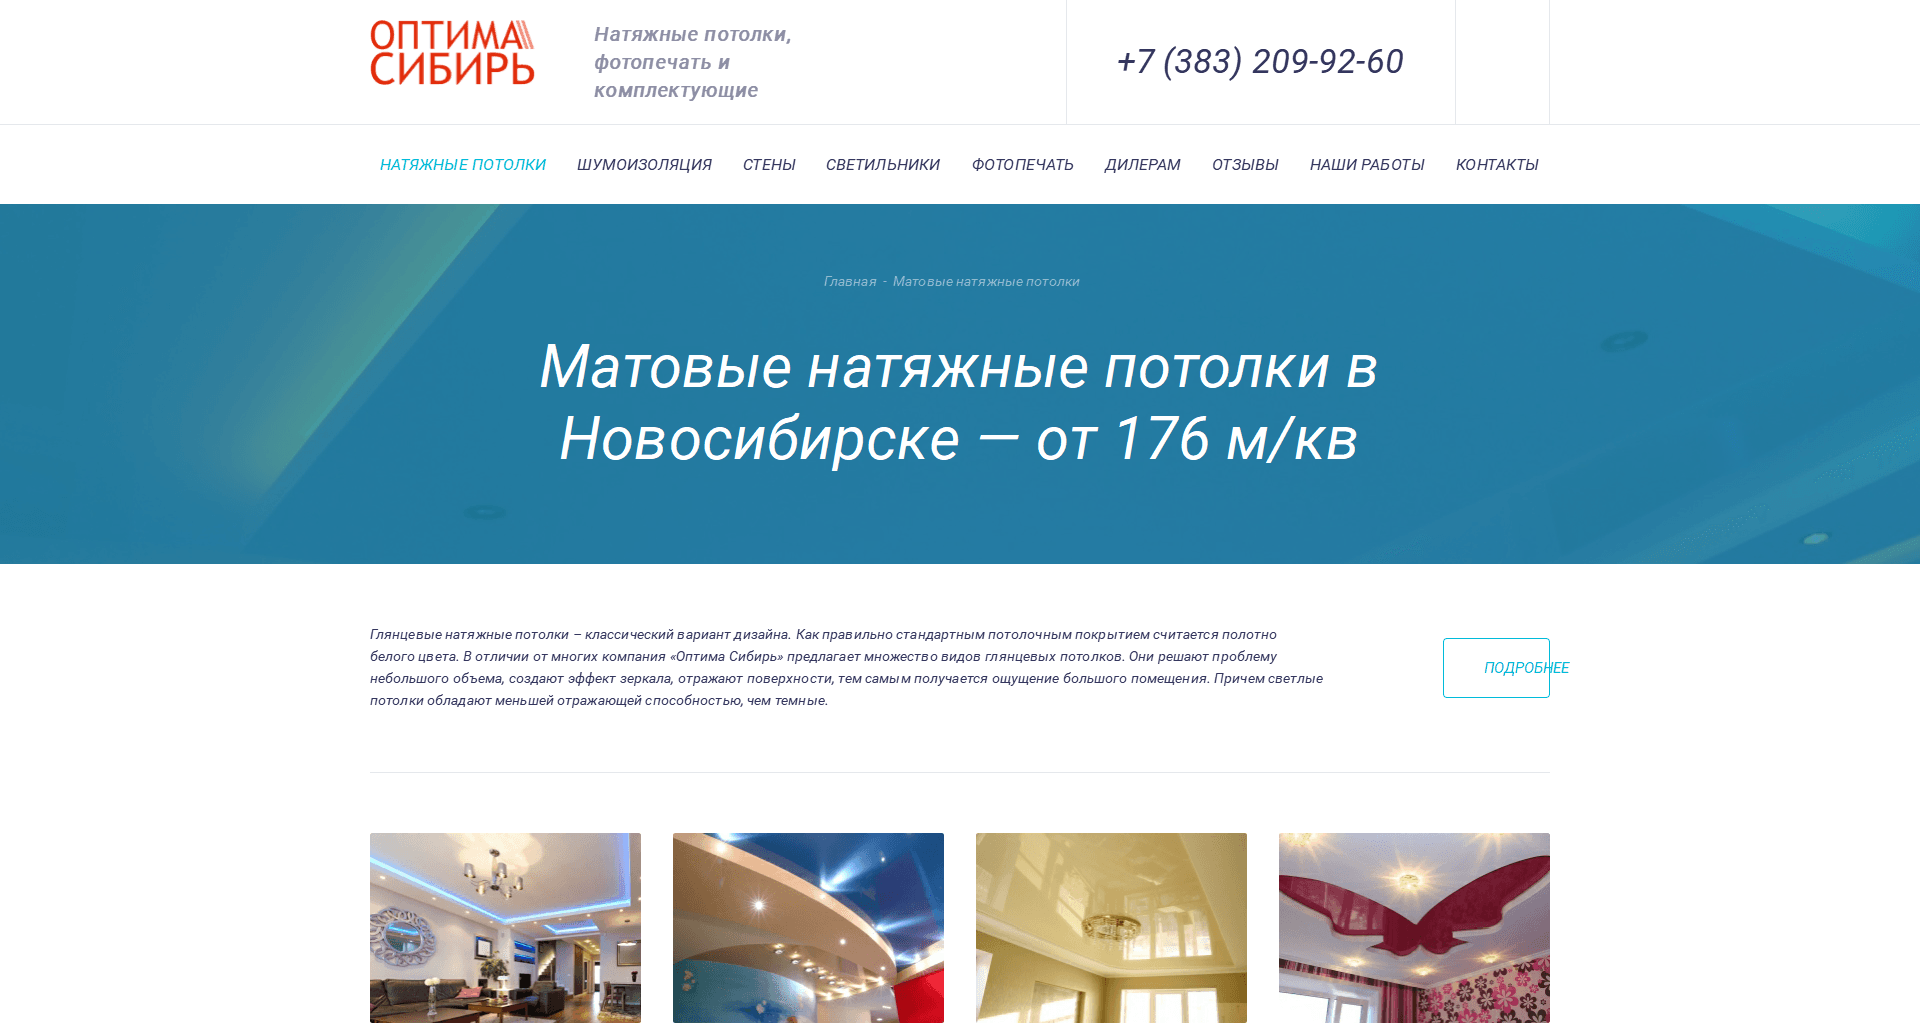 ОПТИМА
СИБИРЬ
Натяжные потолки,
фотопечать и
комплектующие
+7 (383) 209-92-60
НАТЯЖНЫЕ ПОТОЛКИ ШУМОИЗОЛЯЦИЯ СТЕНЫ СВЕТИЛЬНИКИ ФОТОПЕЧАТЬ ДИЛЕРАМ ОТЗЫВЫ НАШИ РАБОТЫ КОНТАКТЫ
Главная - Матовые натяжные потолки
Матовые натяжные потолки в
Новосибирске — от 176 м/кв
Глянцевые натяжные потолки – классический вариант дизайна. Как правильно стандартным потолочным покрытием считается полотно
белого цвета. В отличии от многих компания «Оптима Сибирь» предлагает множество видов глянцевых потолков. Они решают проблему
небольшого объема, создают эффект зеркала, отражают поверхности, тем самым получается ощущение большого помещения. Причем светлые
потолки обладают меньшей отражающей способностью, чем темные.
ПОДРОБНЕЕ